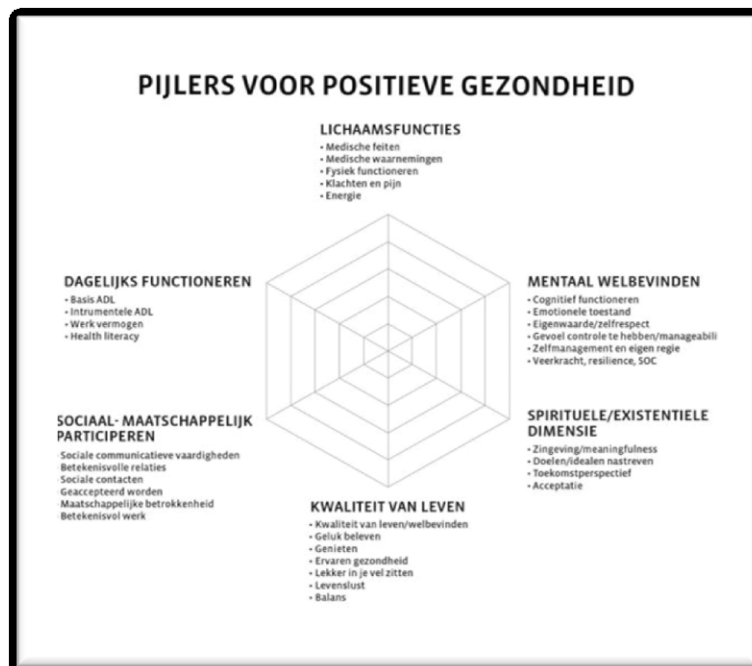 PIJLERS VOOR POSITIEVE GEZONDHEID
LICHAAMSFUNCTIES
• Medische feiten
• Medische waarnemingen
• Fysiek functioneren
• Klachten en pijn
• Energie
DAGELIJKS FUNCTIONEREN
• Basis ADL
• Intrumentele ADL
• Werk vermogen
• Health literacy
MENTAAL WELBEVINDEN
• Cognitief functioneren
• Emotionele toestand
• Eigenwaarde/zelfrespect
• Gevoel controle te hebben/manageabili
• Zelfmanagement en eigen regie
• Veerkracht, resilience, SOC
SOCIAAL- MAATSCHAPPELIJK
PARTICIPEREN
Sociale communicatieve vaardigheden
Betekenisvolle relaties
Sociale contacten
Geaccepteerd worden
Maatschappelijke betrokkenheid
Betekenisvol werk
SPIRITUELE/EXISTENTIELE
DIMENSIE
• Zingeving/meaningfulness
• Doelen/idealen nastreven
• Toekomstperspectief
• Acceptatie
KWALITEIT VAN LEVEN
• Kwaliteit van leven/welbevinden
• Geluk beleven
• Genieten
• Ervaren gezondheid
• Lekker in je vel zitten
• Levenslust
• Balans